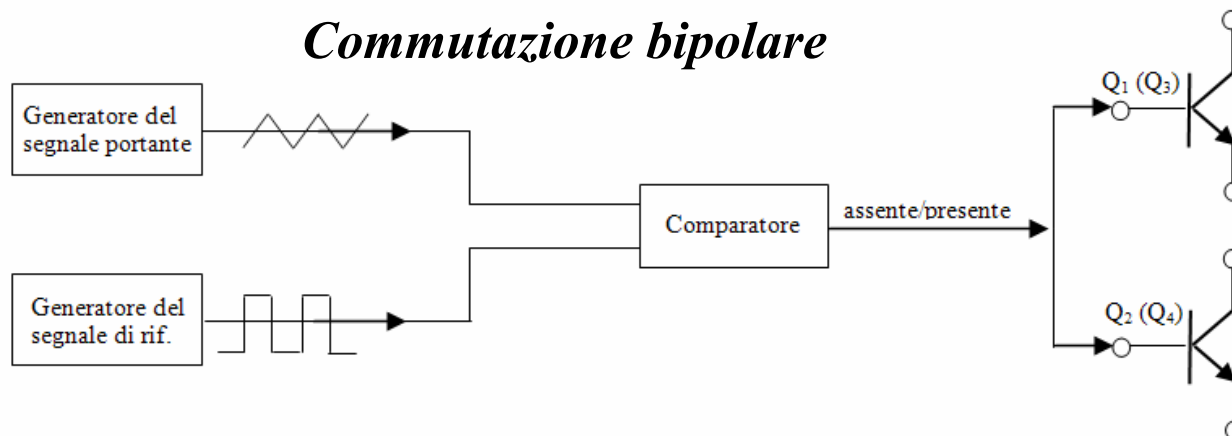 Commutazione bipolare
Generatore del
segnale portante
Q₁ (Q₃)
Comparatore
assente/presente
Generatore del
segnale di rif.
Q₂ (Q₄)